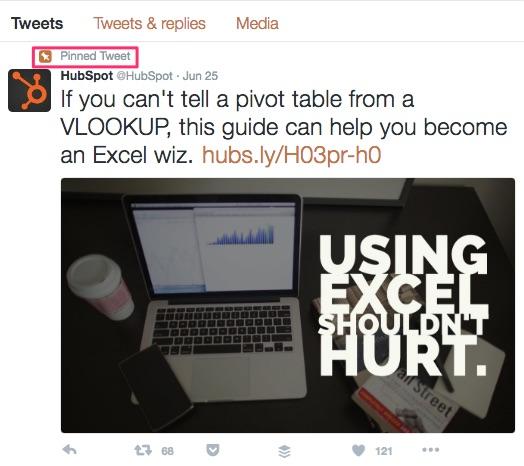 Tweets Tweets & replies Media
Pinned Tweet
HubSpot @HubSpot · Jun 25
If you can't tell a pivot table from a
VLOOKUP, this guide can help you become
an Excel wiz. hubs.ly/H03pr-h0
USING
EXCEL
SHOULDN'T
HURT.
Street
68 121